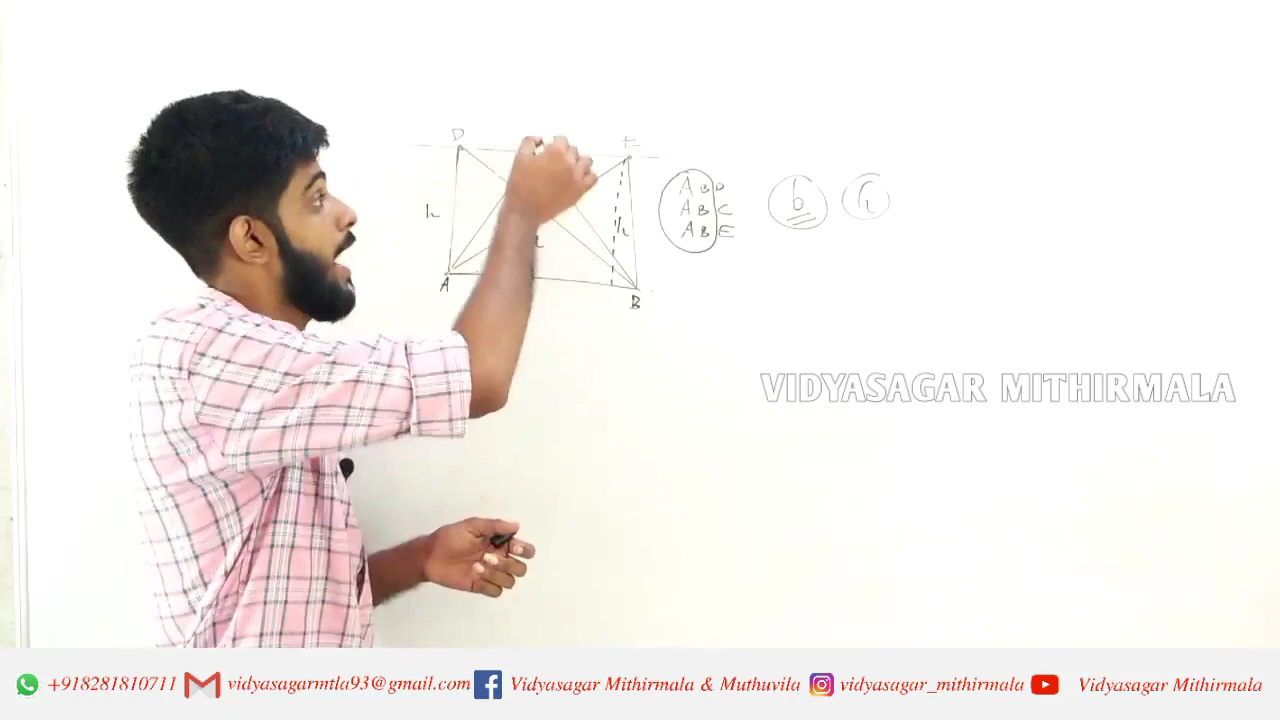 D E
A B D
A B C
A B E
b h
h h h
A B
VIDYASAGAR MITHIRMALA
+918281810711 vidyasagarmtla93@gmail.com Vidyasagar Mithirmala & Muthuvila vidyasagar_mithirmala Vidyasagar Mithirmala